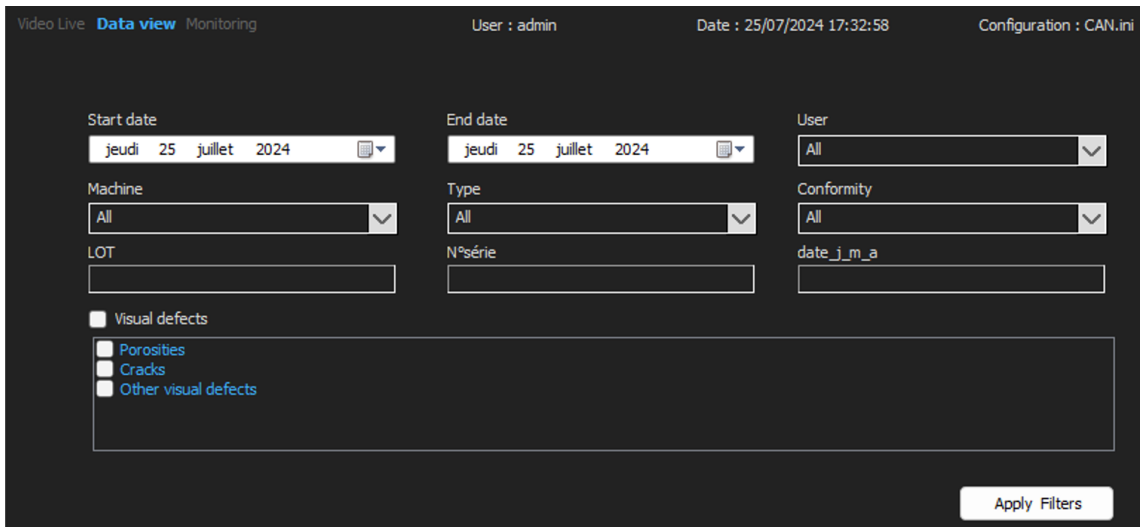 Video Live Data view Monitoring User : admin Date : 25/07/2024 17:32:58 Configuration : CAN.ini
Start date End date User
jeudi 25 juillet 2024 jeudi 25 juillet 2024 All
Machine Type Conformity
All All All
LOT N°série date_j_m_a
Visual defects
Porosities
Cracks
Other visual defects
Apply Filters